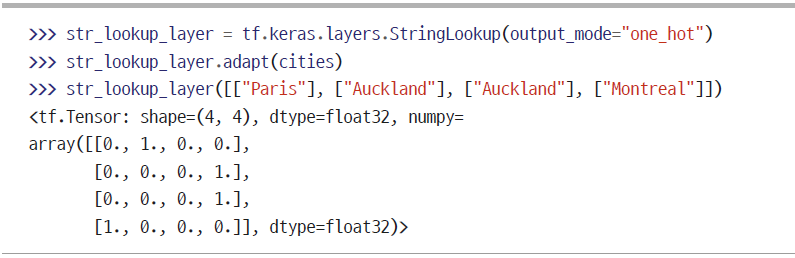 >>> str_lookup_layer = tf.keras.layers.StringLookup(output_mode="one_hot")
>>> str_lookup_layer.adapt(cities)
>>> str_lookup_layer([["Paris"], ["Auckland"], ["Auckland"], ["Montreal"]])
<tf.Tensor: shape=(4, 4), dtype=float32, numpy=
array([[0., 1., 0., 0.],
       [0., 0., 0., 1.],
       [0., 0., 0., 1.],
       [1., 0., 0., 0.]], dtype=float32)>